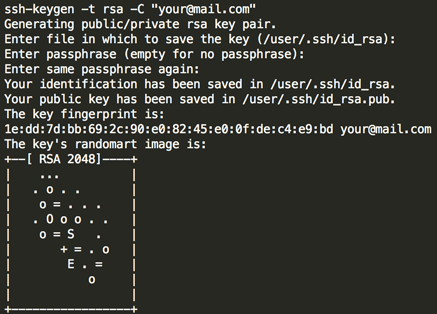 ssh-keygen -t rsa -C "your@mail.com"
Generating public/private rsa key pair.
Enter file in which to save the key (/user/.ssh/id_rsa):
Enter passphrase (empty for no passphrase):
Enter same passphrase again:
Your identification has been saved in /user/.ssh/id_rsa.
Your public key has been saved in /user/.ssh/id_rsa.pub.
The key fingerprint is:
1e:dd:7d:bb:69:2c:90:e0:82:45:e0:0f:de:c4:e9:bd your@mail.com
The key's randomart image is:
+--[ RSA 2048]----+
|    ...          |
|   . o . .       |
|    o = . . .    |
|   . O o o . .   |
|    o = S   .    |
|       + = . o   |
|        E . =    |
|           o     |
|                 |
+-----------------+